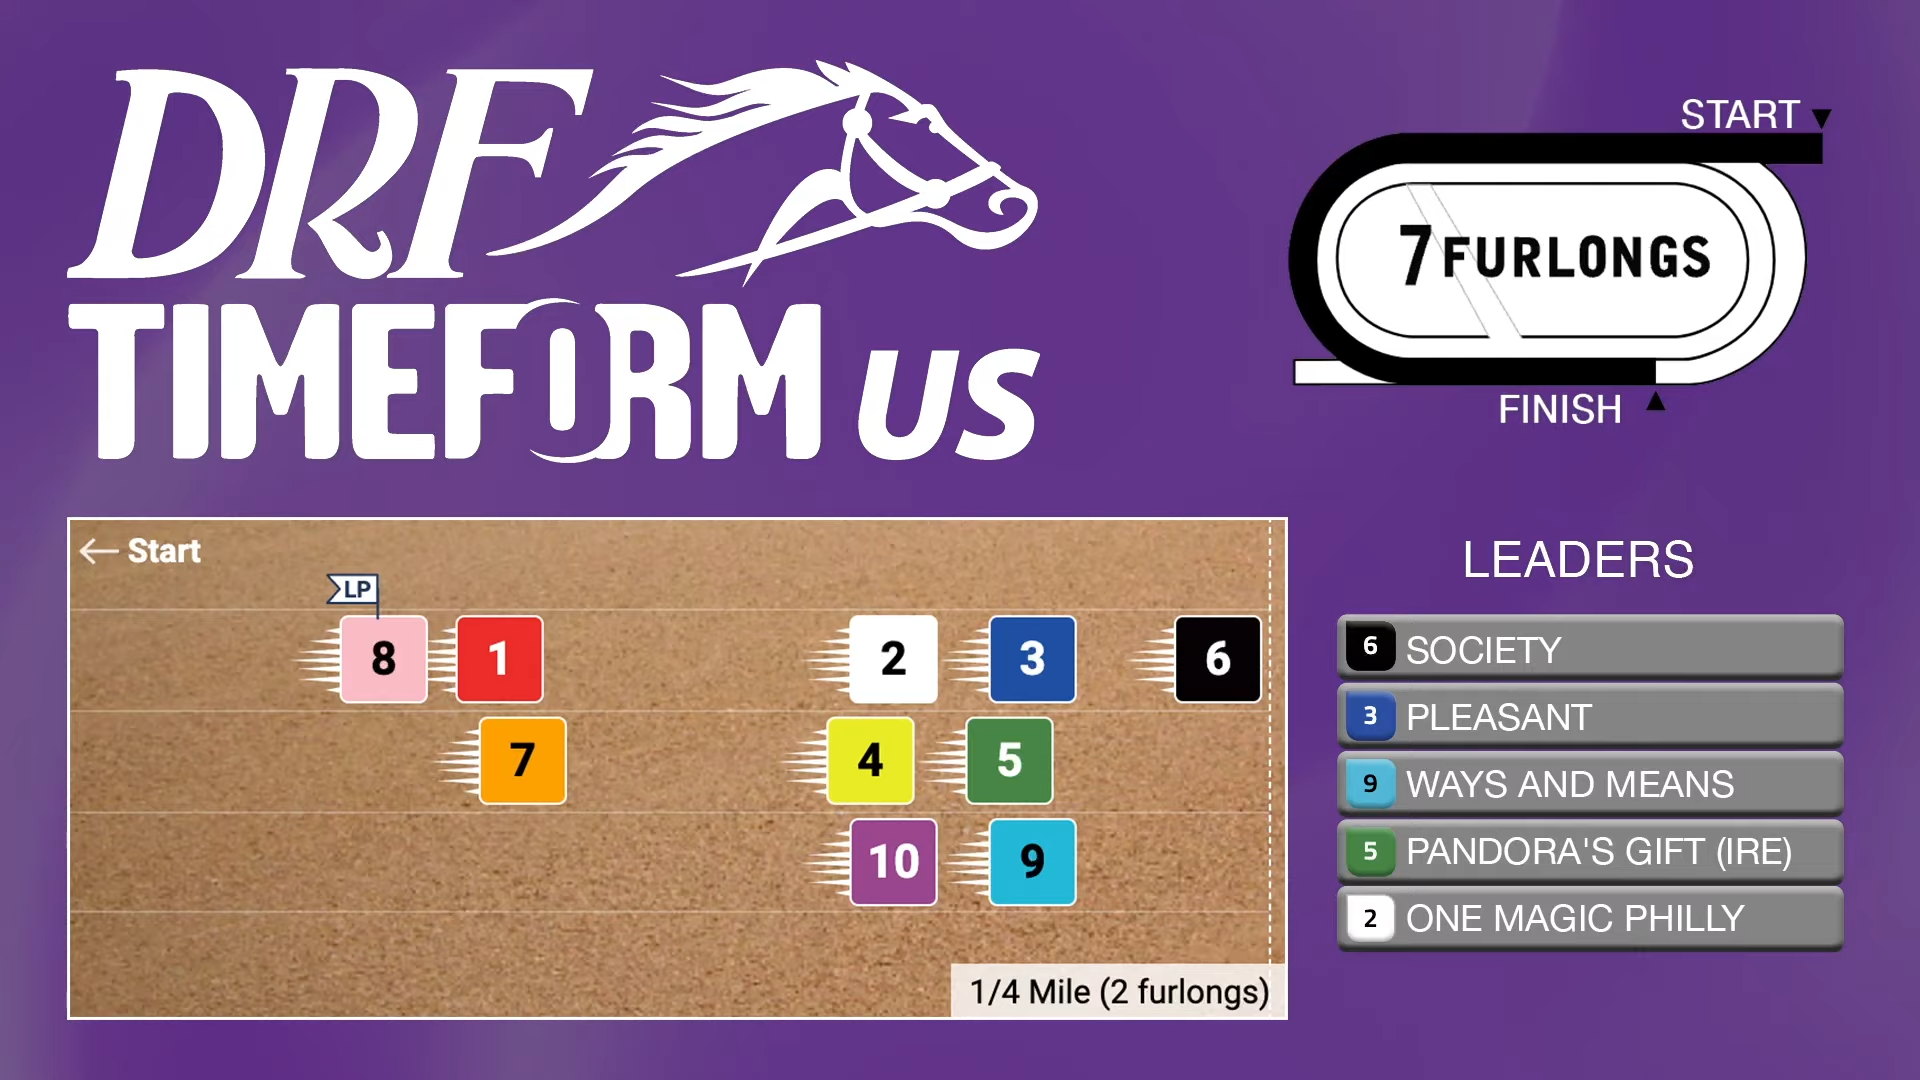 DRF
TIMEFORM US
START
7 FURLONGS
FINISH
← Start
LP
8 1 2 3 6
7 4 5
10 9
1/4 Mile (2 furlongs)
LEADERS
6 SOCIETY
3 PLEASANT
9 WAYS AND MEANS
5 PANDORA'S GIFT (IRE)
2 ONE MAGIC PHILLY